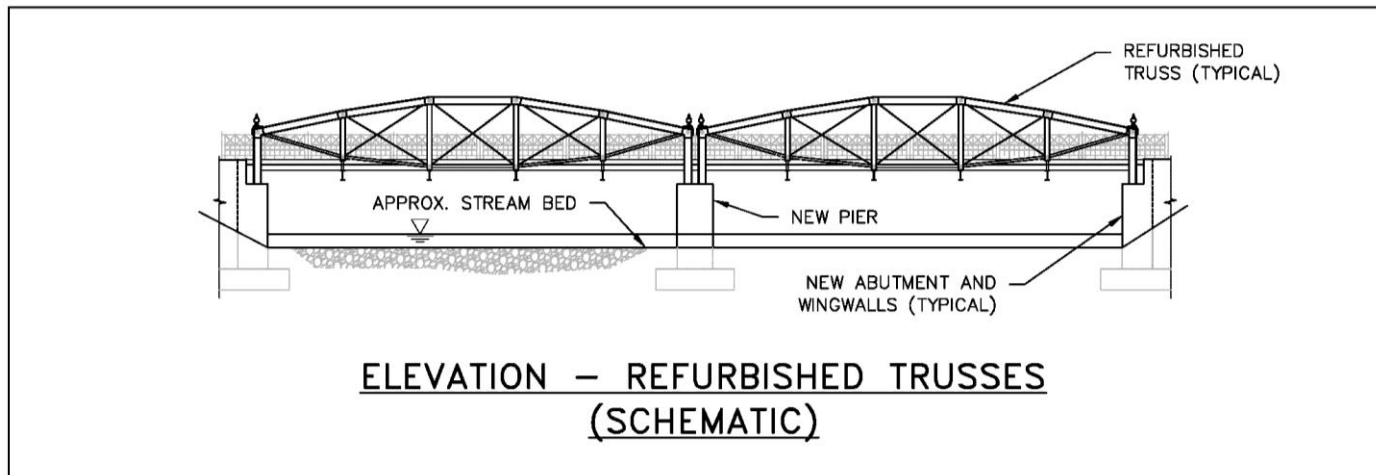 REFURBISHED
TRUSS (TYPICAL)
APPROX. STREAM BED
NEW PIER
NEW ABUTMENT AND
WINGWALLS (TYPICAL)
ELEVATION – REFURBISHED TRUSSES
(SCHEMATIC)